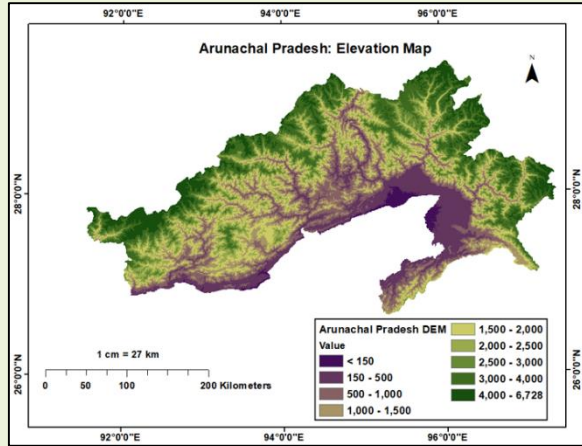 92°0'0"E 94°0'0"E 96°0'0"E
Arunachal Pradesh: Elevation Map
N
28°0'0"N 28°0'0"N
26°0'0"N 26°0'0"N
1 cm = 27 km
0 50 100 200 Kilometers
Arunachal Pradesh DEM
Value
< 150
150 - 500
500 - 1,000
1,000 - 1,500
1,500 - 2,000
2,000 - 2,500
2,500 - 3,000
3,000 - 4,000
4,000 - 6,728
92°0'0"E 94°0'0"E 96°0'0"E